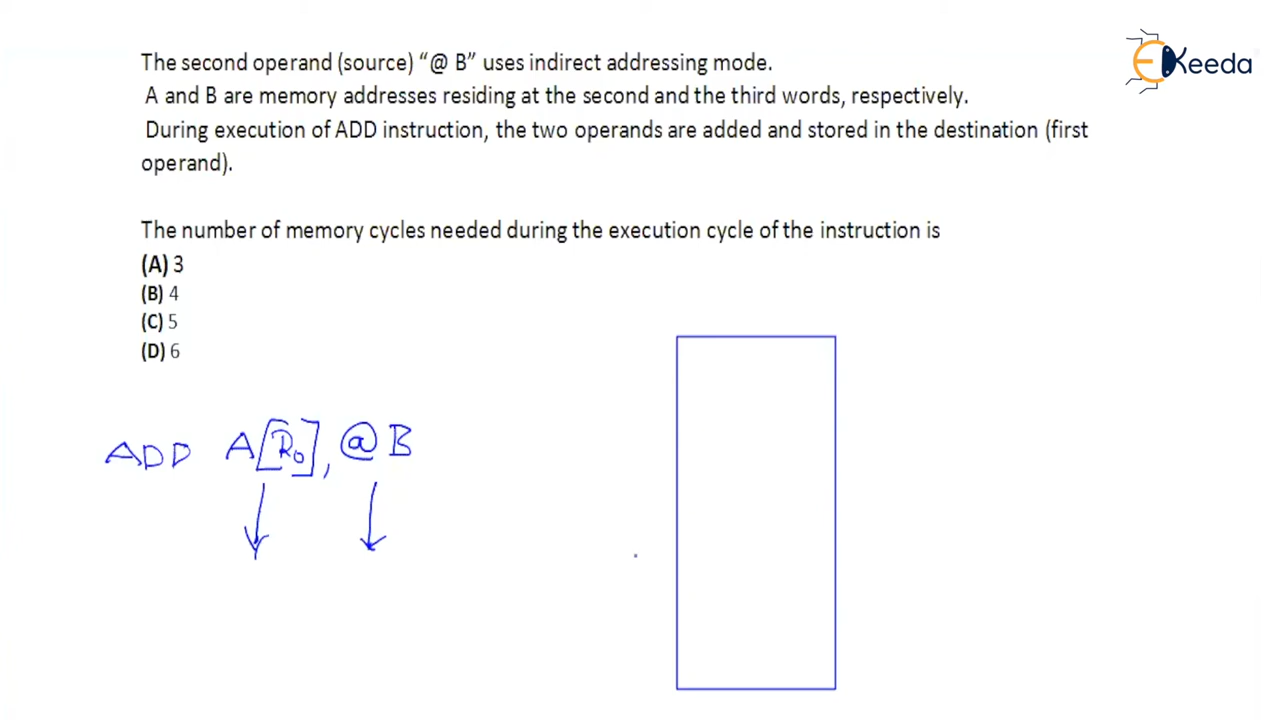 The second operand (source) “@ B” uses indirect addressing mode.
A and B are memory addresses residing at the second and the third words, respectively.
During execution of ADD instruction, the two operands are added and stored in the destination (first
operand).
The number of memory cycles needed during the execution cycle of the instruction is
(A) 3
(B) 4
(C) 5
(D) 6
ADD A[R0], @B
EKeeda